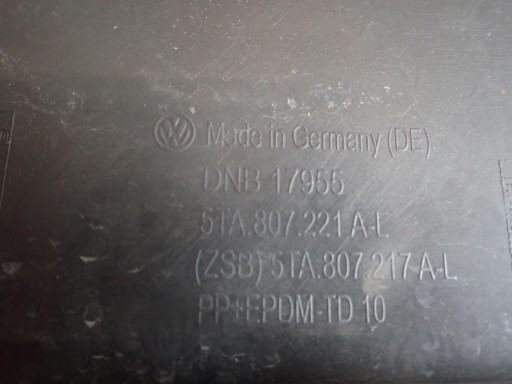 Made in Germany (DE)
DNB 17955
5TA.807.221 A-L
(ZSB) 5TA.807.217 A-L
PP+EPDM-TD 10